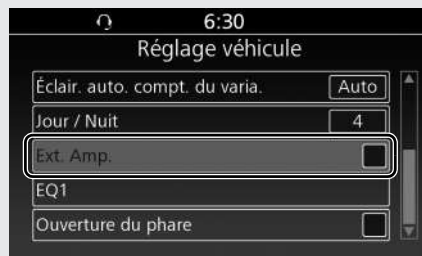 6:30
Réglage véhicule
Éclair. auto. compt. du varia. Auto
Jour / Nuit 4
Ext. Amp.
EQ1
Ouverture du phare